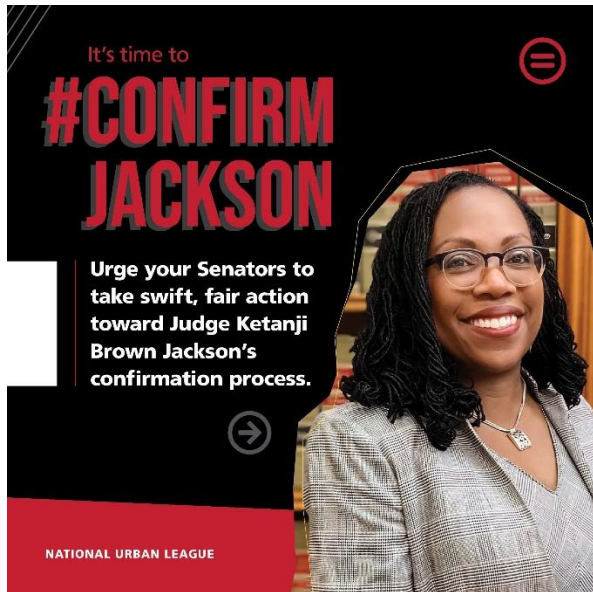 It's time to
#CONFIRM
JACKSON
Urge your Senators to
take swift, fair action
toward Judge Ketanji
Brown Jackson's
confirmation process.
NATIONAL URBAN LEAGUE